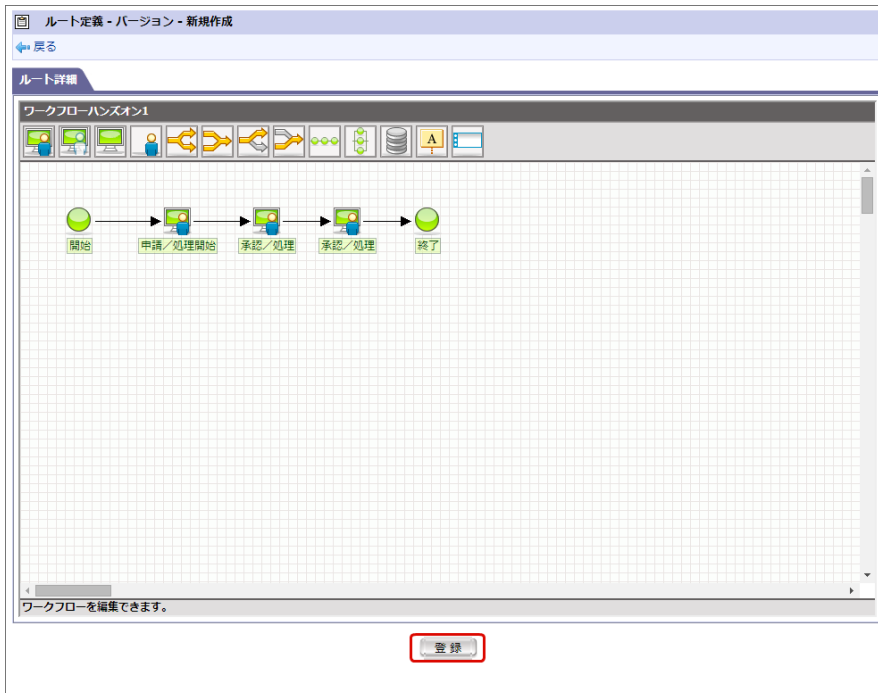 ルート定義 - バージョン - 新規作成
戻る
ルート詳細
ワークフローハンズオン1
A
開始 申請／処理開始 承認／処理 承認／処理 終了
ワークフローを編集できます。
登録